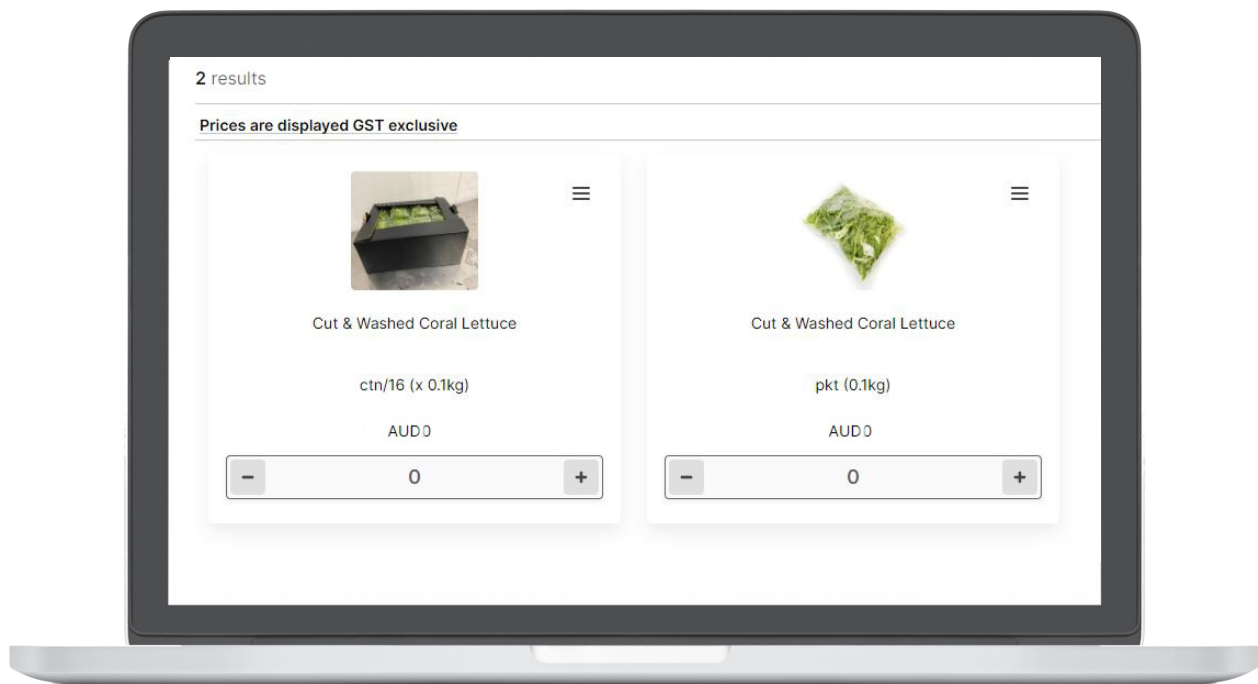 2 results
Prices are displayed GST exclusive
Cut & Washed Coral Lettuce
ctn/16 (x 0.1kg)
AUD0
− 0 +
Cut & Washed Coral Lettuce
pkt (0.1kg)
AUD0
− 0 +